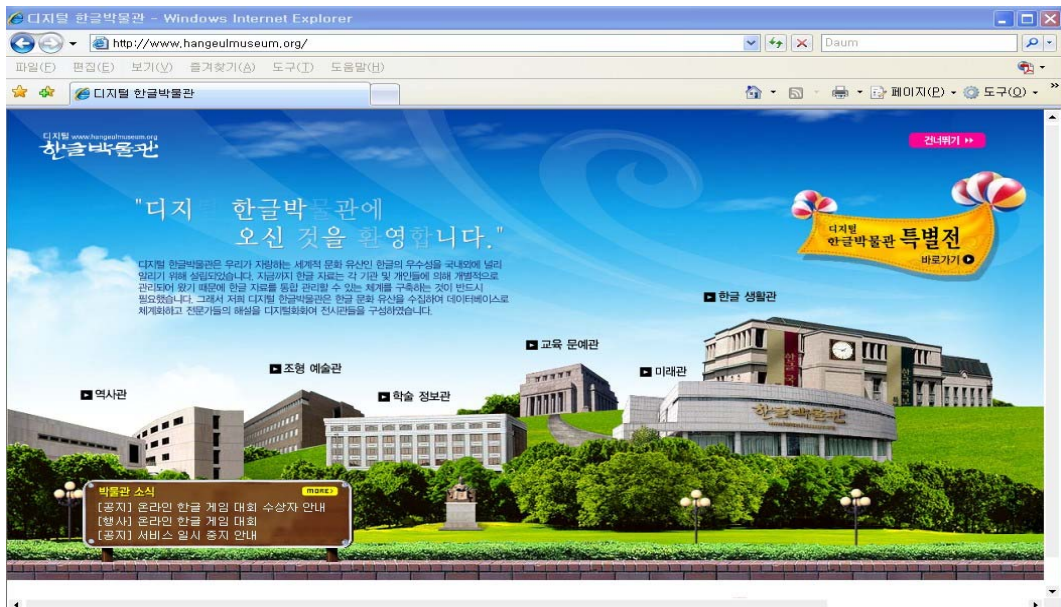 디지털 한글박물관 - Windows Internet Explorer
http://www.hangeulmuseum.org/
Daum
파일(F) 편집(E) 보기(V) 즐겨찾기(A) 도구(T) 도움말(H)
디지털 한글박물관
페이지(P) 도구(O)
디지털 www.hangeulmuseum.org
한글박물관
건너뛰기
"디지털 한글박물관에
오신 것을 환영합니다."
디지털 한글박물관은 우리가 자랑하는 세계적 문화 유산인 한글의 우수성을 국내외에 널리
알리기 위해 설립되었습니다. 지금까지 한글 자료는 각 기관 및 개인들에 의해 개별적으로
관리되어 왔기 때문에 한글 자료를 통합 관리할 수 있는 체계를 구축하는 것이 반드시
필요했습니다. 그래서 저희 디지털 한글박물관은 한글 문화 유산을 수집하여 데이터베이스로
체계화하고 전문가들의 해설을 디지털화하여 전시관들을 구성하였습니다.
디지털
한글박물관 특별전
바로가기
한글 생활관
교육 문예관
미래관
조형 예술관
역사관
학술 정보관
한글
한글박물관
박물관 소식 more
[공지] 온라인 한글 게임 대회 수상자 안내
[행사] 온라인 한글 게임 대회
[공지] 서비스 일시 중지 안내